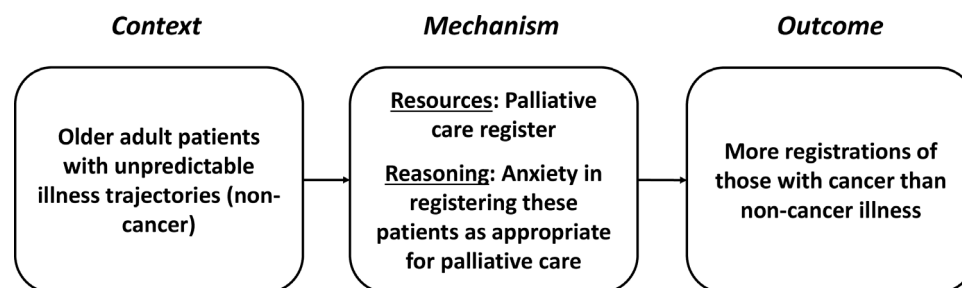 Context
Mechanism
Outcome
Older adult patients
with unpredictable
illness trajectories (non-
cancer)
Resources: Palliative
care register
Reasoning: Anxiety in
registering these
patients as appropriate
for palliative care
More registrations of
those with cancer than
non-cancer illness